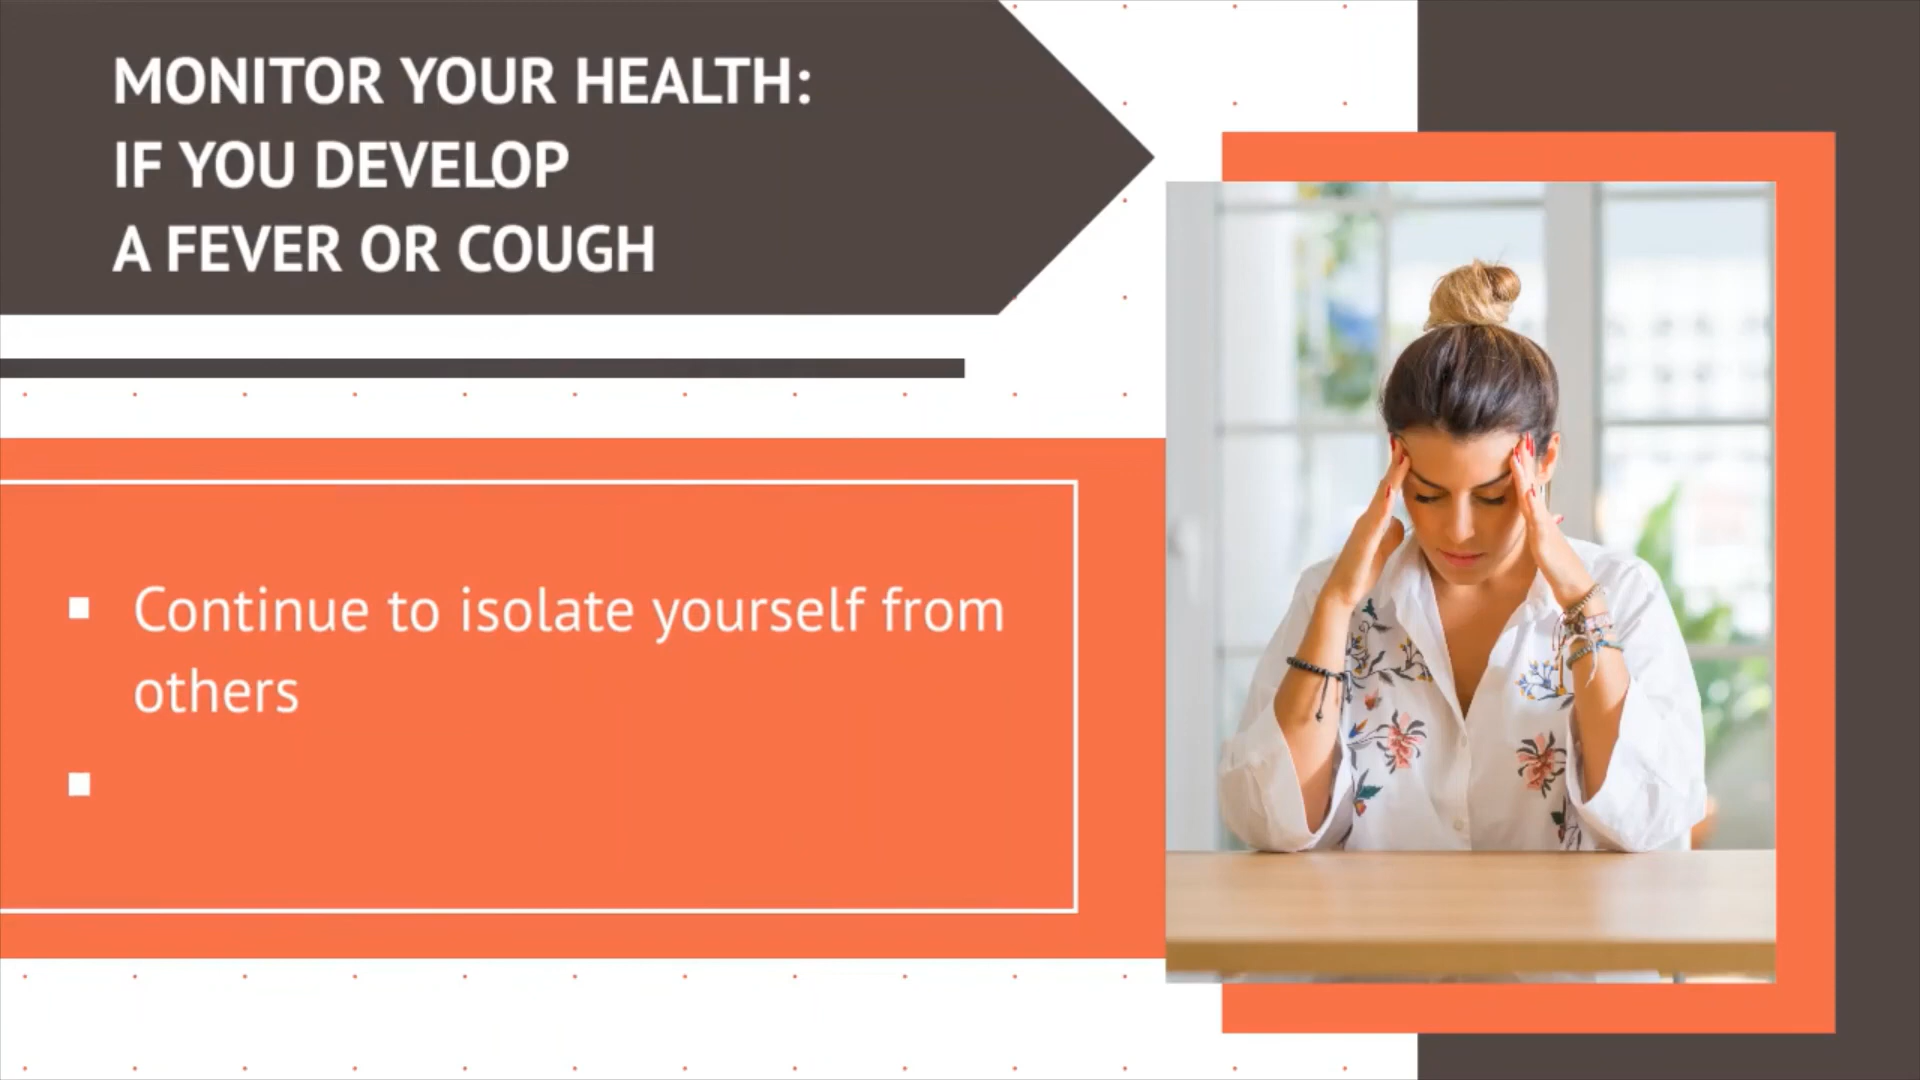 MONITOR YOUR HEALTH:
IF YOU DEVELOP
A FEVER OR COUGH
Continue to isolate yourself from
others